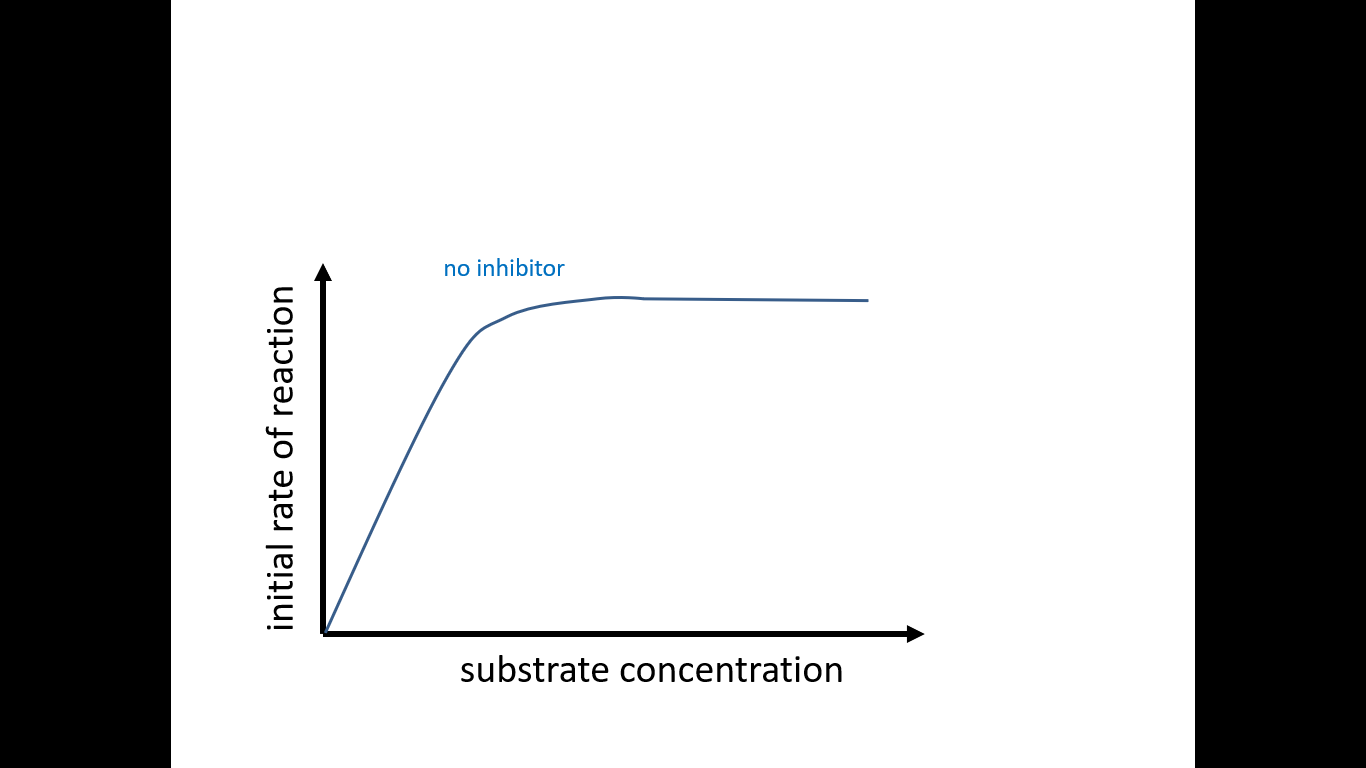 no inhibitor
initial rate of reaction
substrate concentration